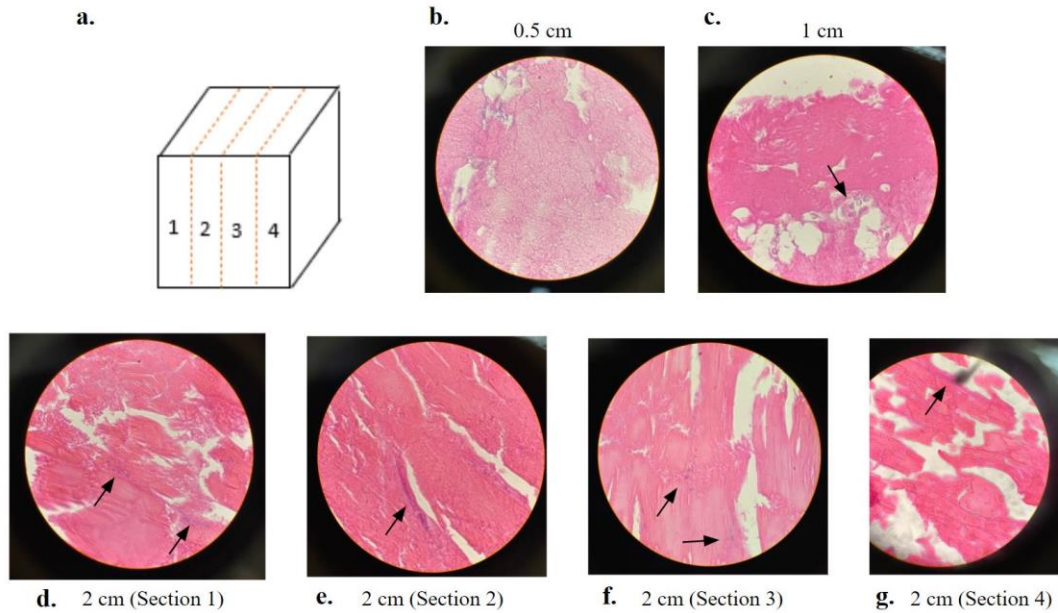 a.
b.
c.
0.5 cm
1 cm
1 2 3 4
d. 2 cm (Section 1)
e. 2 cm (Section 2)
f. 2 cm (Section 3)
g. 2 cm (Section 4)